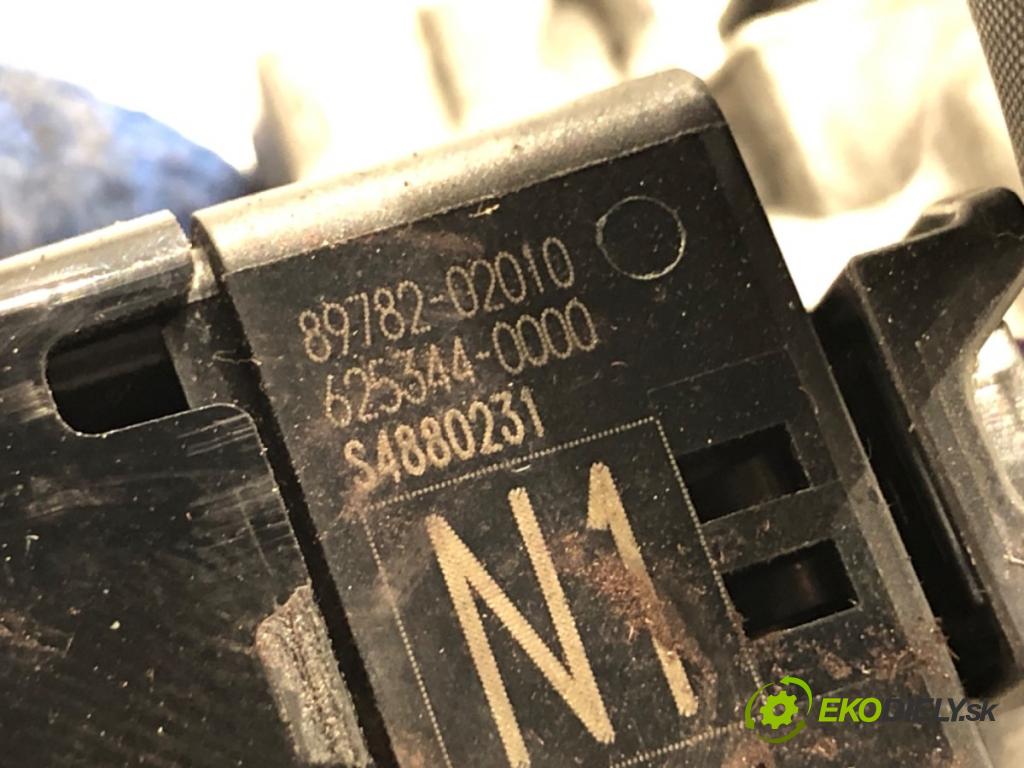 89782-02010
625344-0000
S4880231
N1
EKODIELY.sk